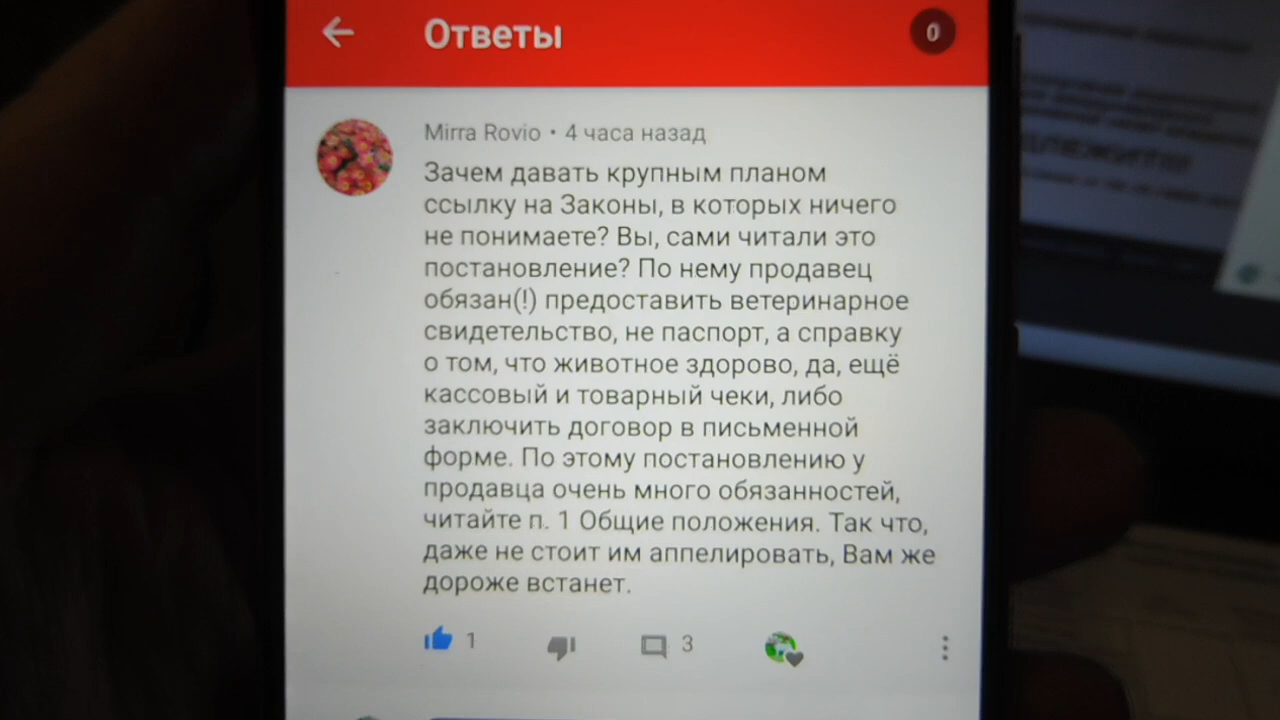 Ответы
0
Mirra Rovio • 4 часа назад
Зачем давать крупным планом
ссылку на Законы, в которых ничего
не понимаете? Вы, сами читали это
постановление? По нему продавец
обязан(!) предоставить ветеринарное
свидетельство, не паспорт, а справку
о том, что животное здорово, да, ещё
кассовый и товарный чеки, либо
заключить договор в письменной
форме. По этому постановлению у
продавца очень много обязанностей,
читайте п. 1 Общие положения. Так что,
даже не стоит им аппелировать, Вам же
дороже встанет.
1
3